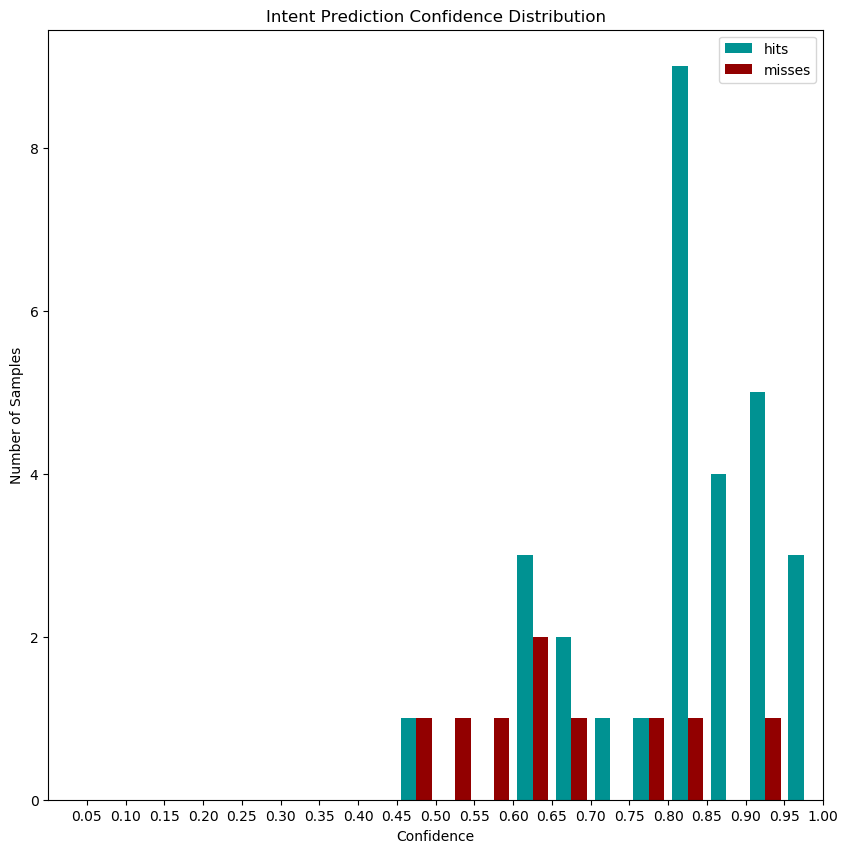 Intent Prediction Confidence Distribution
hits
misses
Number of Samples
8
6
4
2
0
0.05 0.10 0.15 0.20 0.25 0.30 0.35 0.40 0.45 0.50 0.55 0.60 0.65 0.70 0.75 0.80 0.85 0.90 0.95 1.00
Confidence